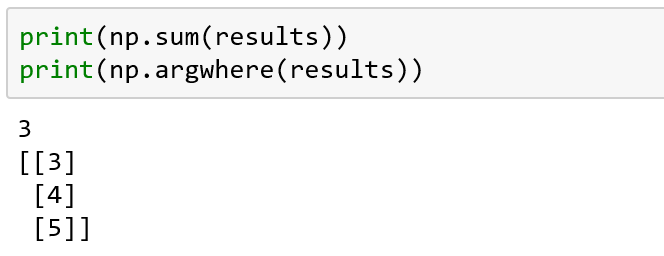 print(np.sum(results))
print(np.argwhere(results))
3
[[3]
 [4]
 [5]]